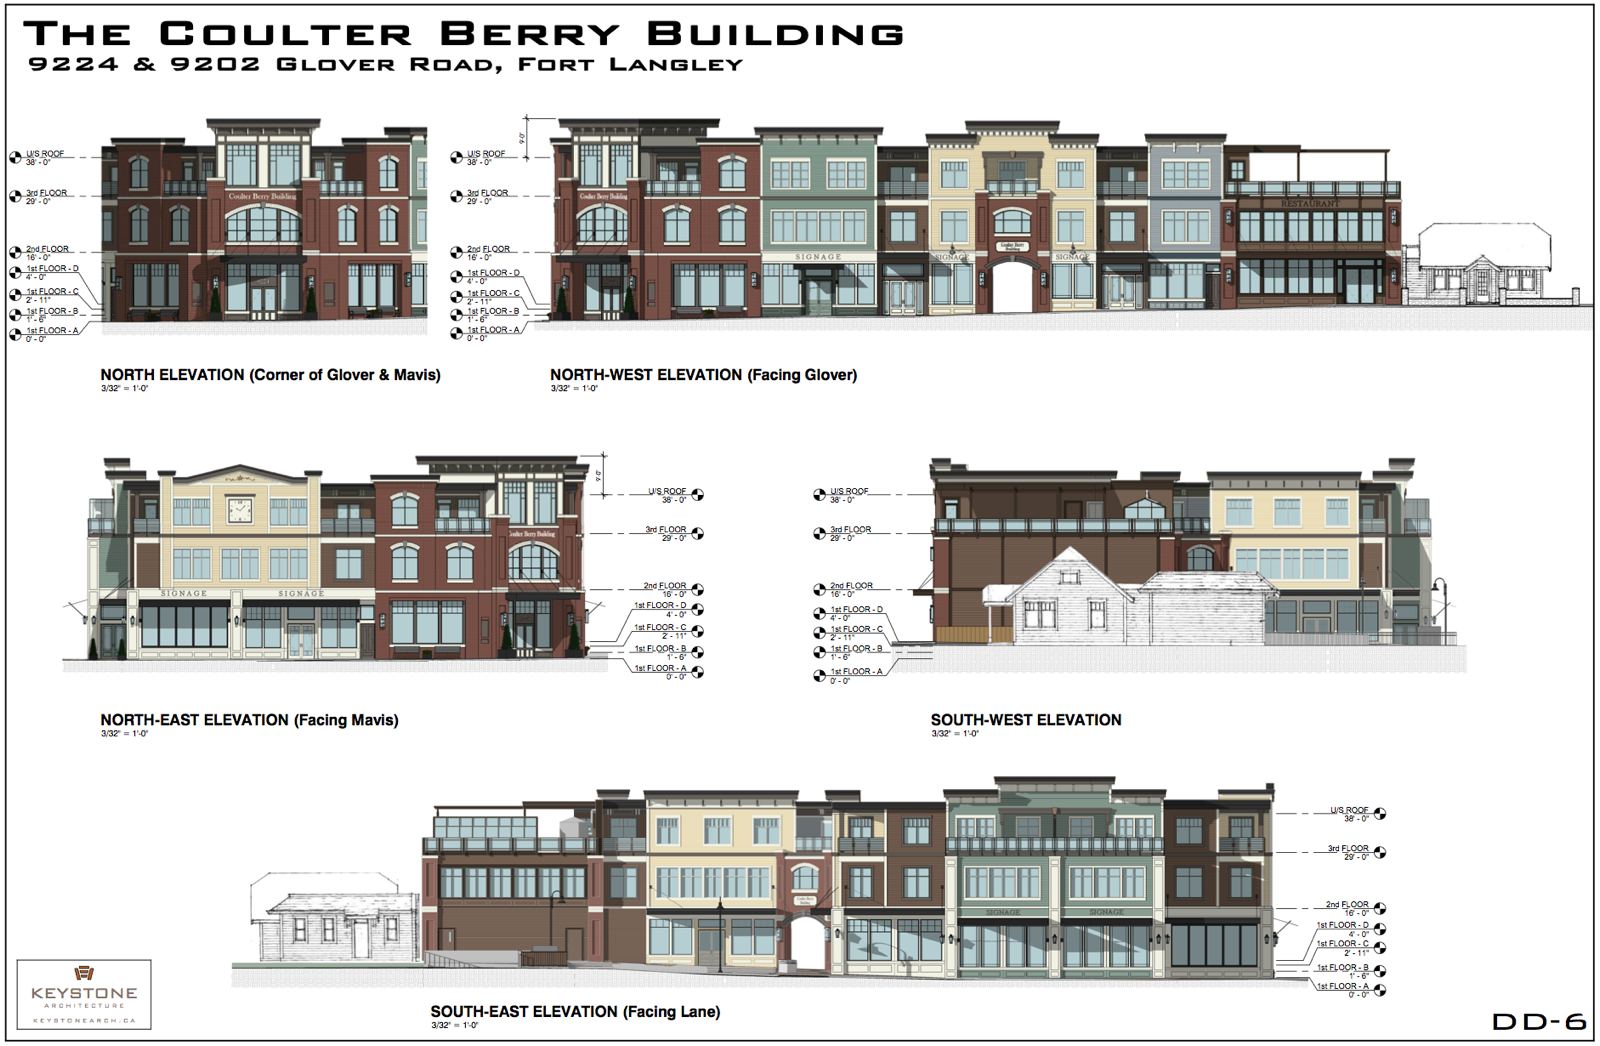 THE COULTER BERRY BUILDING
9224 & 9202 GLOVER ROAD, FORT LANGLEY
U/S ROOF
38' - 0"
3rd FLOOR
29' - 0"
2nd FLOOR
16' - 0"
1st FLOOR - D
4' - 0"
1st FLOOR - C
2' - 11"
1st FLOOR - B
1' - 6"
1st FLOOR - A
0' - 0"
Coulter Berry Building
NORTH ELEVATION (Corner of Glover & Mavis)
3/32" = 1'-0"
U/S ROOF
38' - 0"
3rd FLOOR
29' - 0"
2nd FLOOR
16' - 0"
1st FLOOR - D
4' - 0"
1st FLOOR - C
2' - 11"
1st FLOOR - B
1' - 6"
1st FLOOR - A
0' - 0"
9'-0"
Coulter Berry Building
SIGNAGE
SIGNAGE
Coulter Berry
Building
SIGNAGE
RESTAURANT
NORTH-WEST ELEVATION (Facing Glover)
3/32" = 1'-0"
SIGNAGE
SIGNAGE
Coulter Berry Building
9'-0"
U/S ROOF
38' - 0"
3rd FLOOR
29' - 0"
2nd FLOOR
16' - 0"
1st FLOOR - D
4' - 0"
1st FLOOR - C
2' - 11"
1st FLOOR - B
1' - 6"
1st FLOOR - A
0' - 0"
NORTH-EAST ELEVATION (Facing Mavis)
3/32" = 1'-0"
U/S ROOF
38' - 0"
3rd FLOOR
29' - 0"
2nd FLOOR
16' - 0"
1st FLOOR - D
4' - 0"
1st FLOOR - C
2' - 11"
1st FLOOR - B
1' - 6"
1st FLOOR - A
0' - 0"
SOUTH-WEST ELEVATION
3/32" = 1'-0"
Coulter Berry
Building
SIGNAGE
SIGNAGE
U/S ROOF
38' - 0"
3rd FLOOR
29' - 0"
2nd FLOOR
16' - 0"
1st FLOOR - D
4' - 0"
1st FLOOR - C
2' - 11"
1st FLOOR - B
1' - 6"
1st FLOOR - A
0' - 0"
SOUTH-EAST ELEVATION (Facing Lane)
3/32" = 1'-0"
KEYSTONE
ARCHITECTURE
KEYSTONEARCH.CA
DD-6